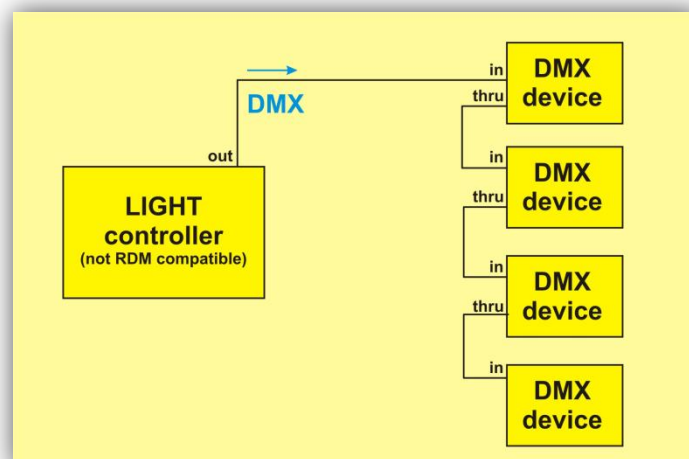 in
DMX
device
thru
DMX
out
in
DMX
device
thru
LIGHT
controller
(not RDM compatible)
in
DMX
device
thru
in
DMX
device